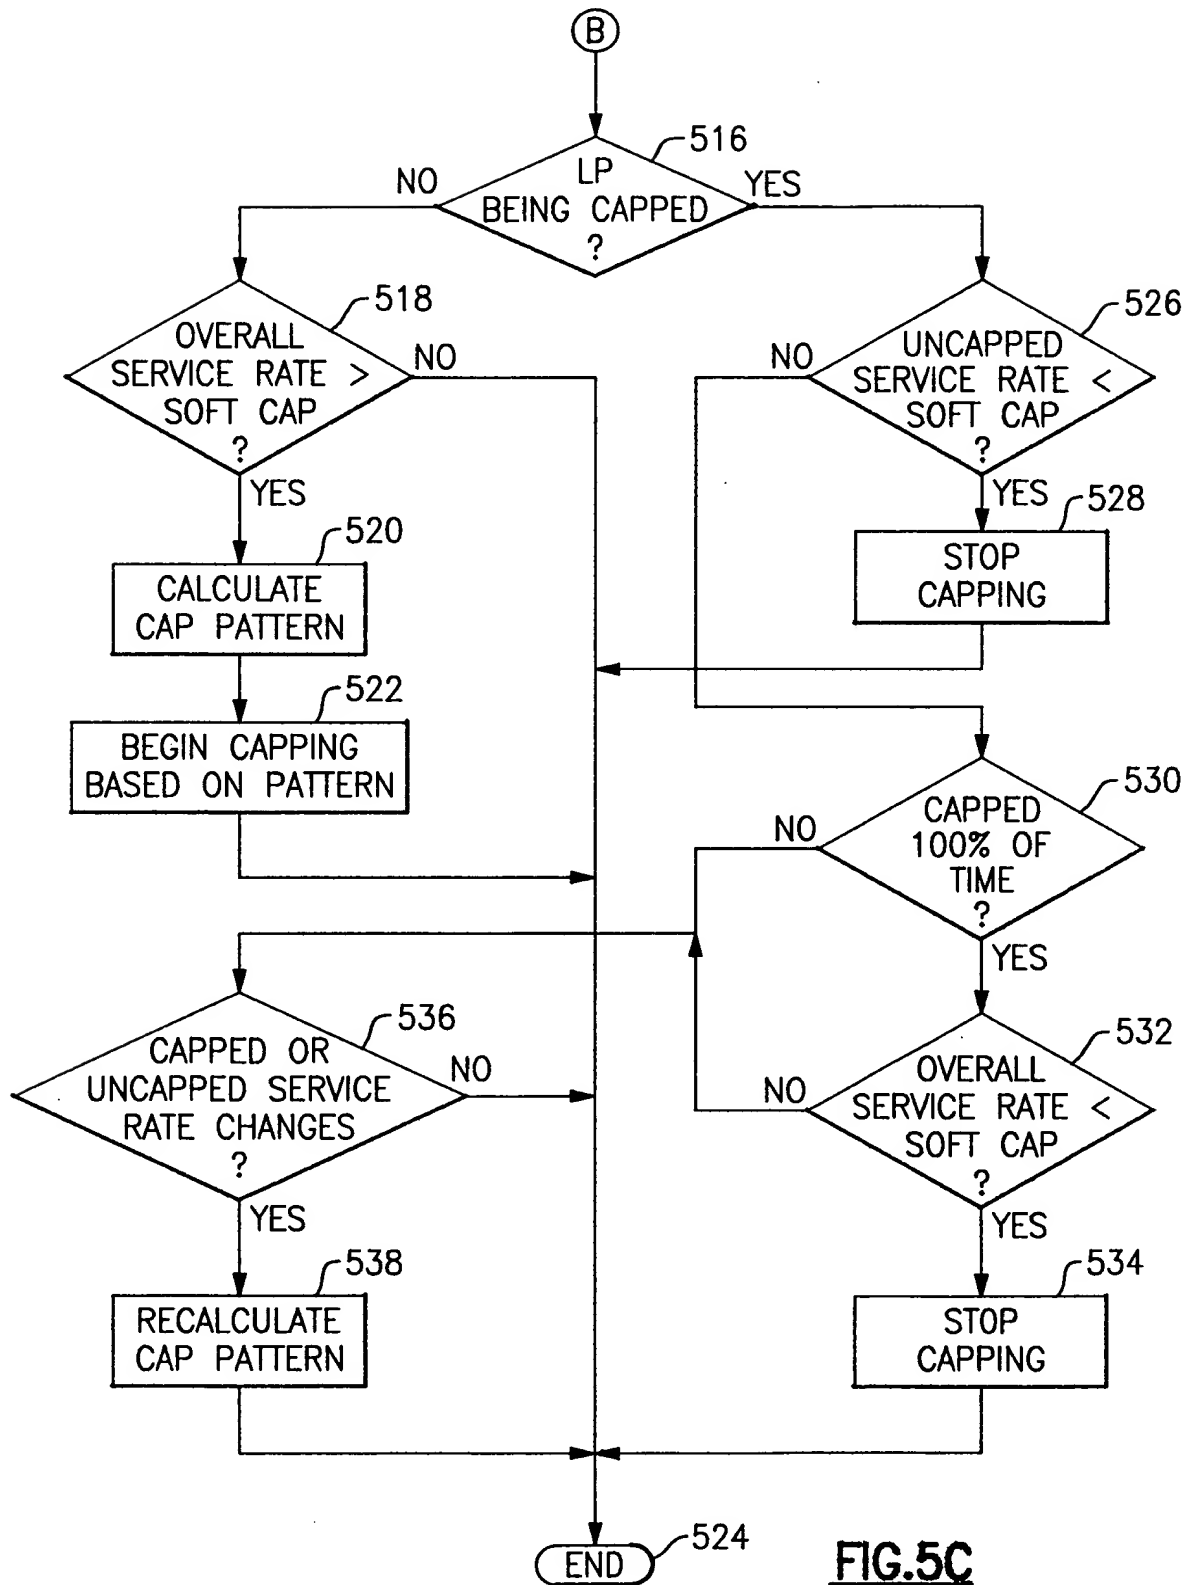 B
516
LP
BEING CAPPED
?
NO
YES
518
OVERALL
SERVICE RATE >
SOFT CAP
?
NO
YES
526
UNCAPPED
SERVICE RATE <
SOFT CAP
?
NO
YES
520
CALCULATE
CAP PATTERN
528
STOP
CAPPING
522
BEGIN CAPPING
BASED ON PATTERN
530
CAPPED
100% OF
TIME
?
NO
YES
536
CAPPED OR
UNCAPPED SERVICE
RATE CHANGES
?
NO
YES
532
OVERALL
SERVICE RATE <
SOFT CAP
?
NO
YES
538
RECALCULATE
CAP PATTERN
534
STOP
CAPPING
END
524
FIG.5C